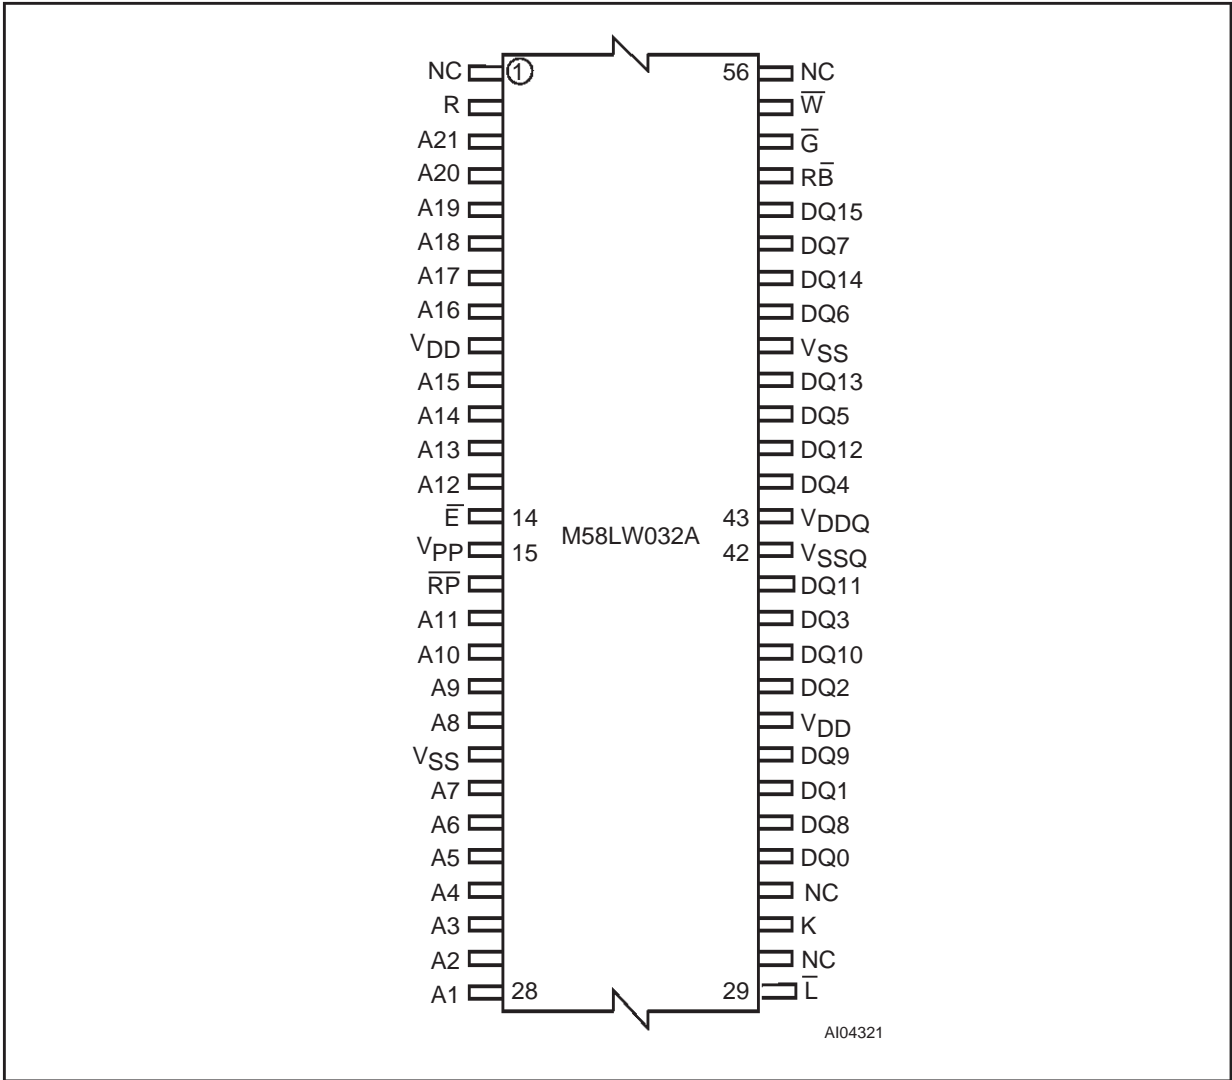 NC 1 56 NC
R W̅
A21 G̅
A20 RB̅
A19 DQ15
A18 DQ7
A17 DQ14
A16 DQ6
VDD VSS
A15 DQ13
A14 DQ5
A13 DQ12
A12 DQ4
E̅ 14 43 VDDQ
M58LW032A
VPP 15 42 VSSQ
R̅P̅ DQ11
A11 DQ3
A10 DQ10
A9 DQ2
A8 VDD
VSS DQ9
A7 DQ1
A6 DQ8
A5 DQ0
A4 NC
A3 K
A2 NC
A1 28 29 L̅
AI04321